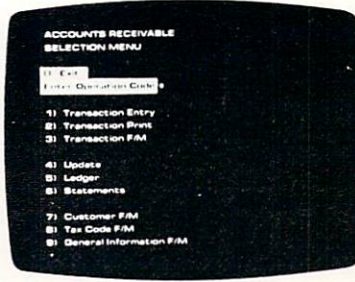 ACCOUNTS RECEIVABLE
SELECTION MENU
0) Exit
Enter Operation Code
1) Transaction Entry
2) Transaction Print
3) Transaction F/M
4) Update
5) Ledger
6) Statements
7) Customer F/M
8) Tax Code F/M
9) General Information F/M